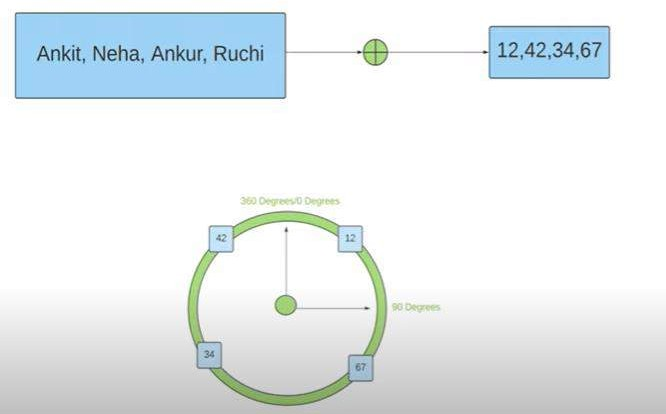 Ankit, Neha, Ankur, Ruchi
12,42,34,67
360 Degrees/0 Degrees
42
12
90 Degrees
34
67